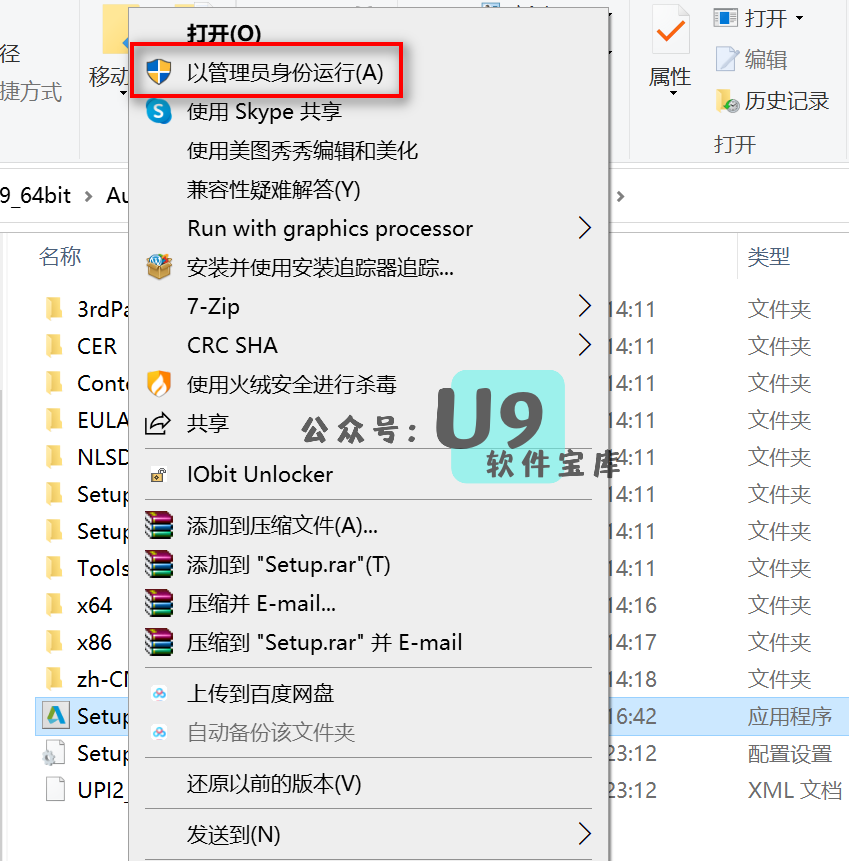 打开(O)
以管理员身份运行(A)
使用 Skype 共享
使用美图秀秀编辑和美化
兼容性疑难解答(Y)
Run with graphics processor
安装并使用安装追踪器追踪...
7-Zip
CRC SHA
使用火绒安全进行杀毒
共享
IObit Unlocker
添加到压缩文件(A)...
添加到 "Setup.rar"(T)
压缩并 E-mail...
压缩到 "Setup.rar" 并 E-mail
上传到百度网盘
自动备份该文件夹
还原以前的版本(V)
发送到(N)
径
捷方式
移动
属性
打开
编辑
历史记录
打开
9_64bit
Au
名称
类型
3rdPa
14:11
文件夹
CER
14:11
文件夹
Conte
14:11
文件夹
EULA
14:11
文件夹
NLSD
4:11
文件夹
Setup
14:11
文件夹
Setup
14:11
文件夹
Tools
14:11
文件夹
x64
14:16
文件夹
x86
14:17
文件夹
zh-CN
14:18
文件夹
Setup
16:42
应用程序
Setup
23:12
配置设置
UPI2_
23:12
XML 文档
公众号：
U9
软件宝库